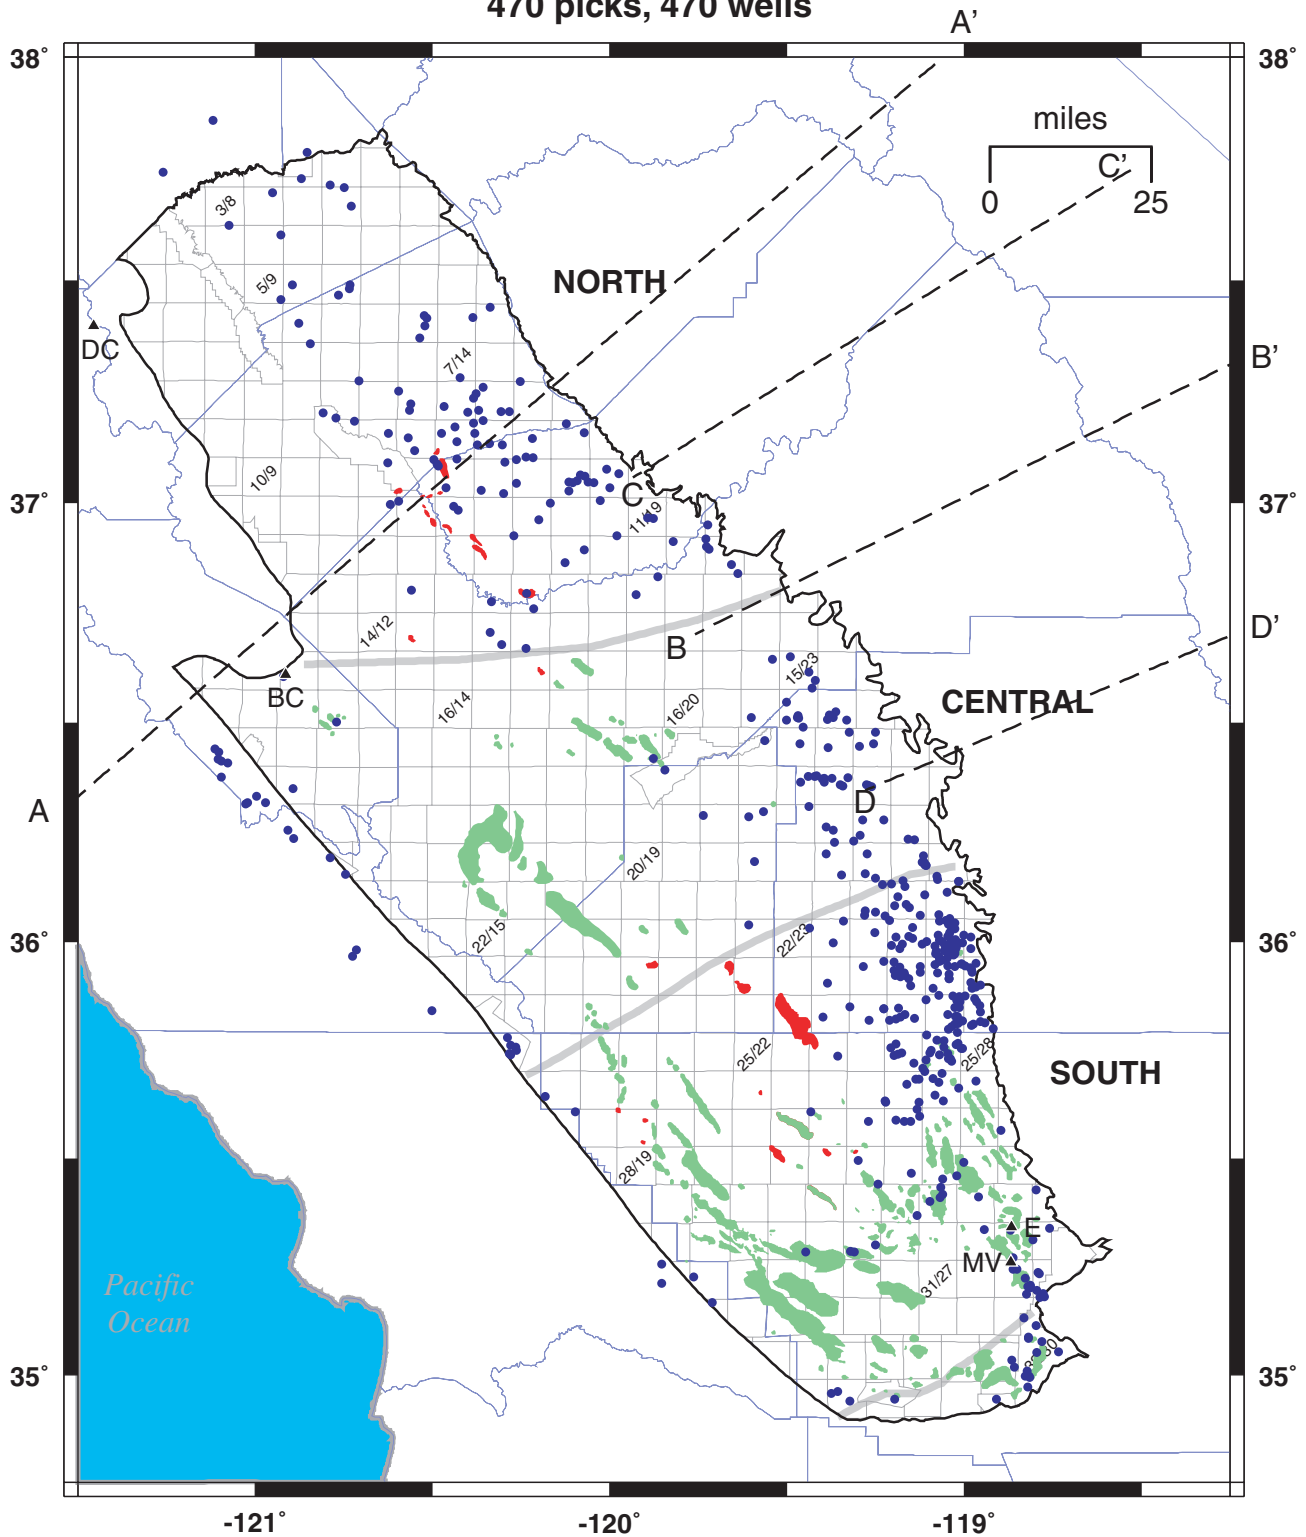 470 picks, 470 wells
A'
38˚
38˚
miles
C'
0
25
3/8
NORTH
5/9
DC
7/14
B'
10/9
37˚
C
11/19
37˚
14/12
D'
B
15/23
BC
16/14
16/20
CENTRAL
A
D
20/19
22/15
22/23
36˚
36˚
25/22
25/28
SOUTH
28/19
E
MV
31/27
Pacific
Ocean
35˚
35˚
-121˚
-120˚
-119˚